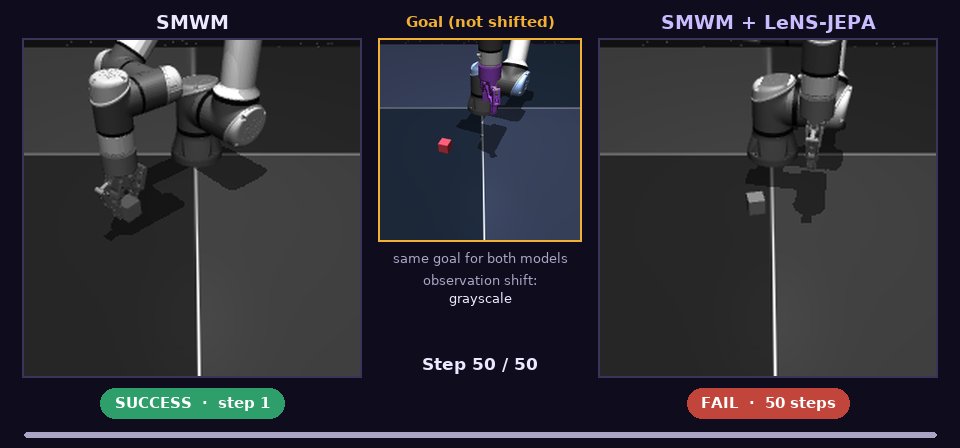 SMWM
Goal (not shifted)
SMWM + LeNS-JEPA
same goal for both models
observation shift:
grayscale
Step 50 / 50
SUCCESS · step 1
FAIL · 50 steps